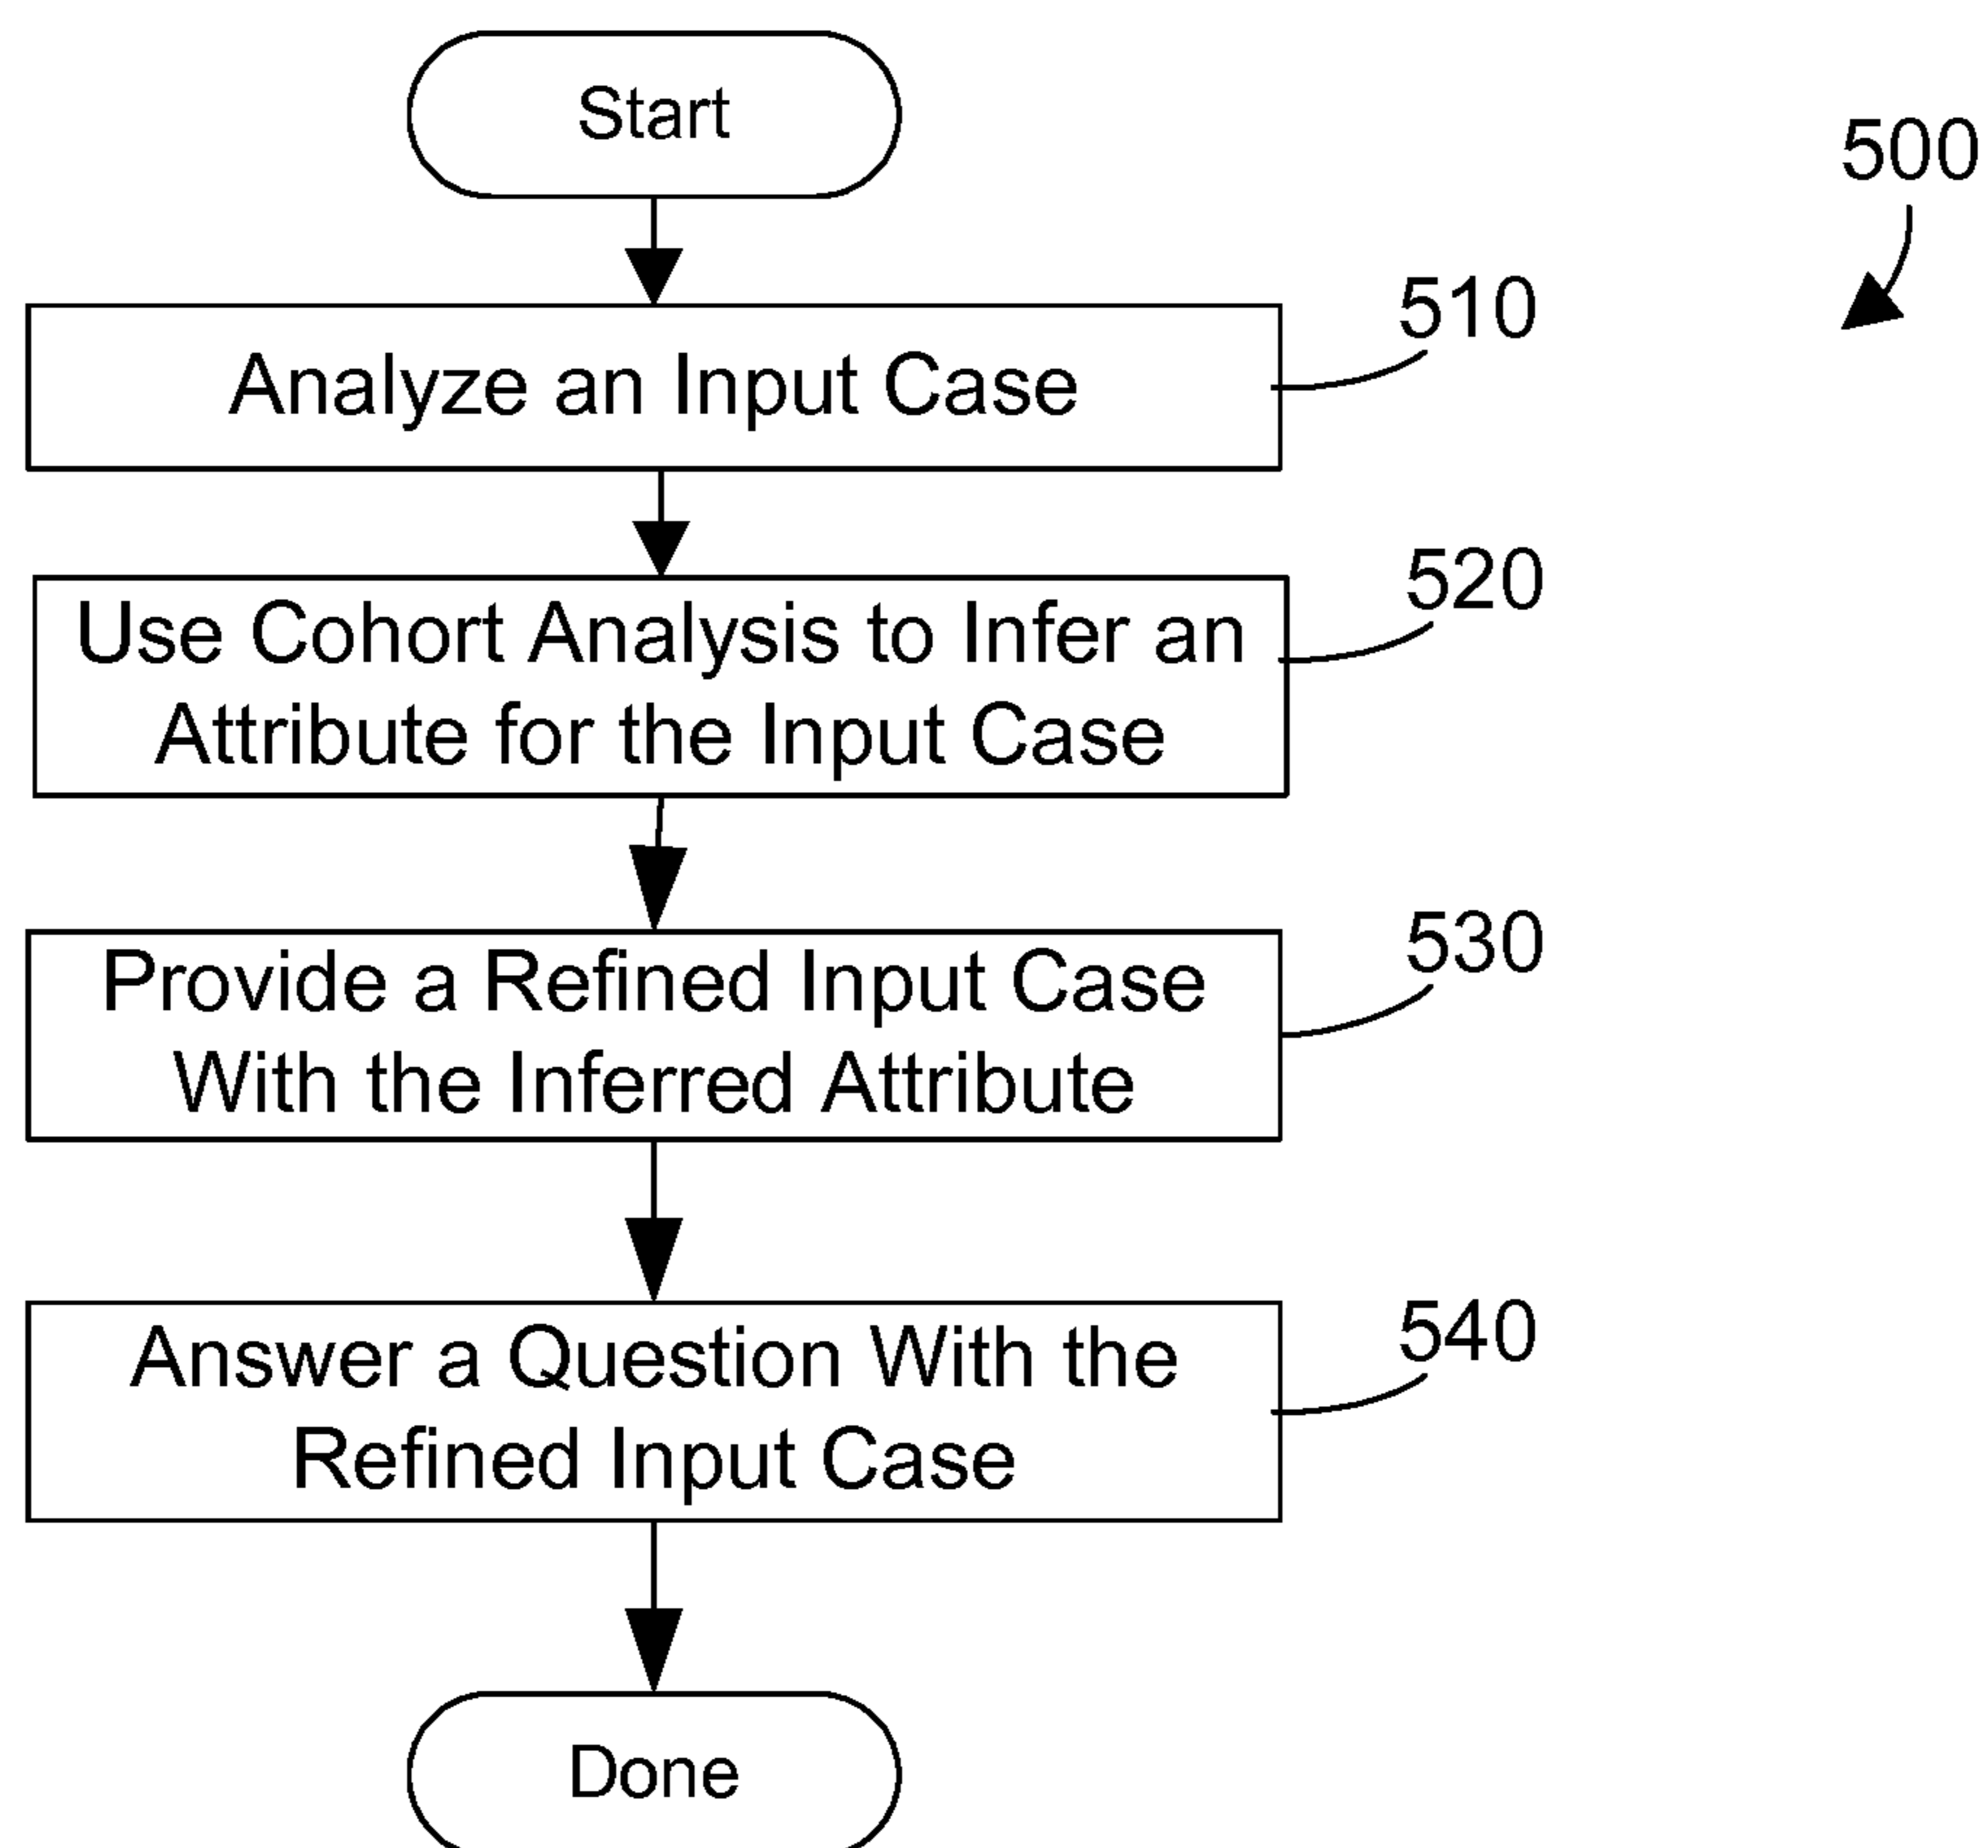 Start
500
510
Analyze an Input Case
520
Use Cohort Analysis to Infer an
Attribute for the Input Case
530
Provide a Refined Input Case
With the Inferred Attribute
540
Answer a Question With the
Refined Input Case
Done